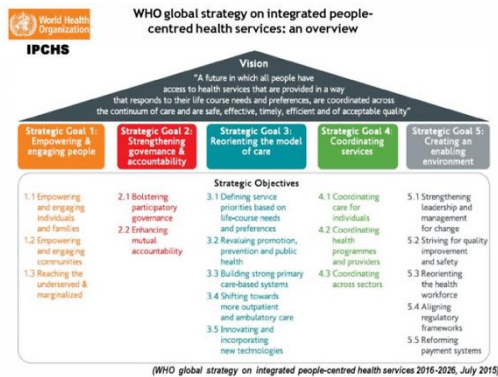 World Health
Organization
IPCHS
WHO global strategy on integrated people-
centred health services: an overview
Vision
"A future in which all people have
access to health services that are provided in a way
that responds to their life course needs and preferences, are coordinated across
the continuum of care and are safe, effective, timely, efficient and of acceptable quality"
Strategic Goal 1:
Empowering &
engaging people
Strategic Goal 2:
Strengthening
governance &
accountability
Strategic Goal 3:
Reorienting the model
of care
Strategic Goal 4:
Coordinating
services
Strategic Goal 5:
Creating an
enabling
environment
Strategic Objectives
1.1 Empowering
and engaging
individuals
and families
1.2 Empowering
and engaging
communities
1.3 Reaching the
underserved &
marginalized
2.1 Bolstering
participatory
governance
2.2 Enhancing
mutual
accountability
3.1 Defining service
priorities based on
life-course needs
and preferences
3.2 Revaluing promotion,
prevention and public
health
3.3 Building strong primary
care-based systems
3.4 Shifting towards
more outpatient
and ambulatory care
3.5 Innovating and
incorporating
new technologies
4.1 Coordinating
care for
individuals
4.2 Coordinating
health
programmes
and providers
4.3 Coordinating
across sectors
5.1 Strengthening
leadership and
management
for change
5.2 Striving for quality
improvement
and safety
5.3 Reorienting
the health
workforce
5.4 Aligning
regulatory
frameworks
5.5 Reforming
payment systems
(WHO global strategy on integrated people-centred health services 2016-2026, July 2015)